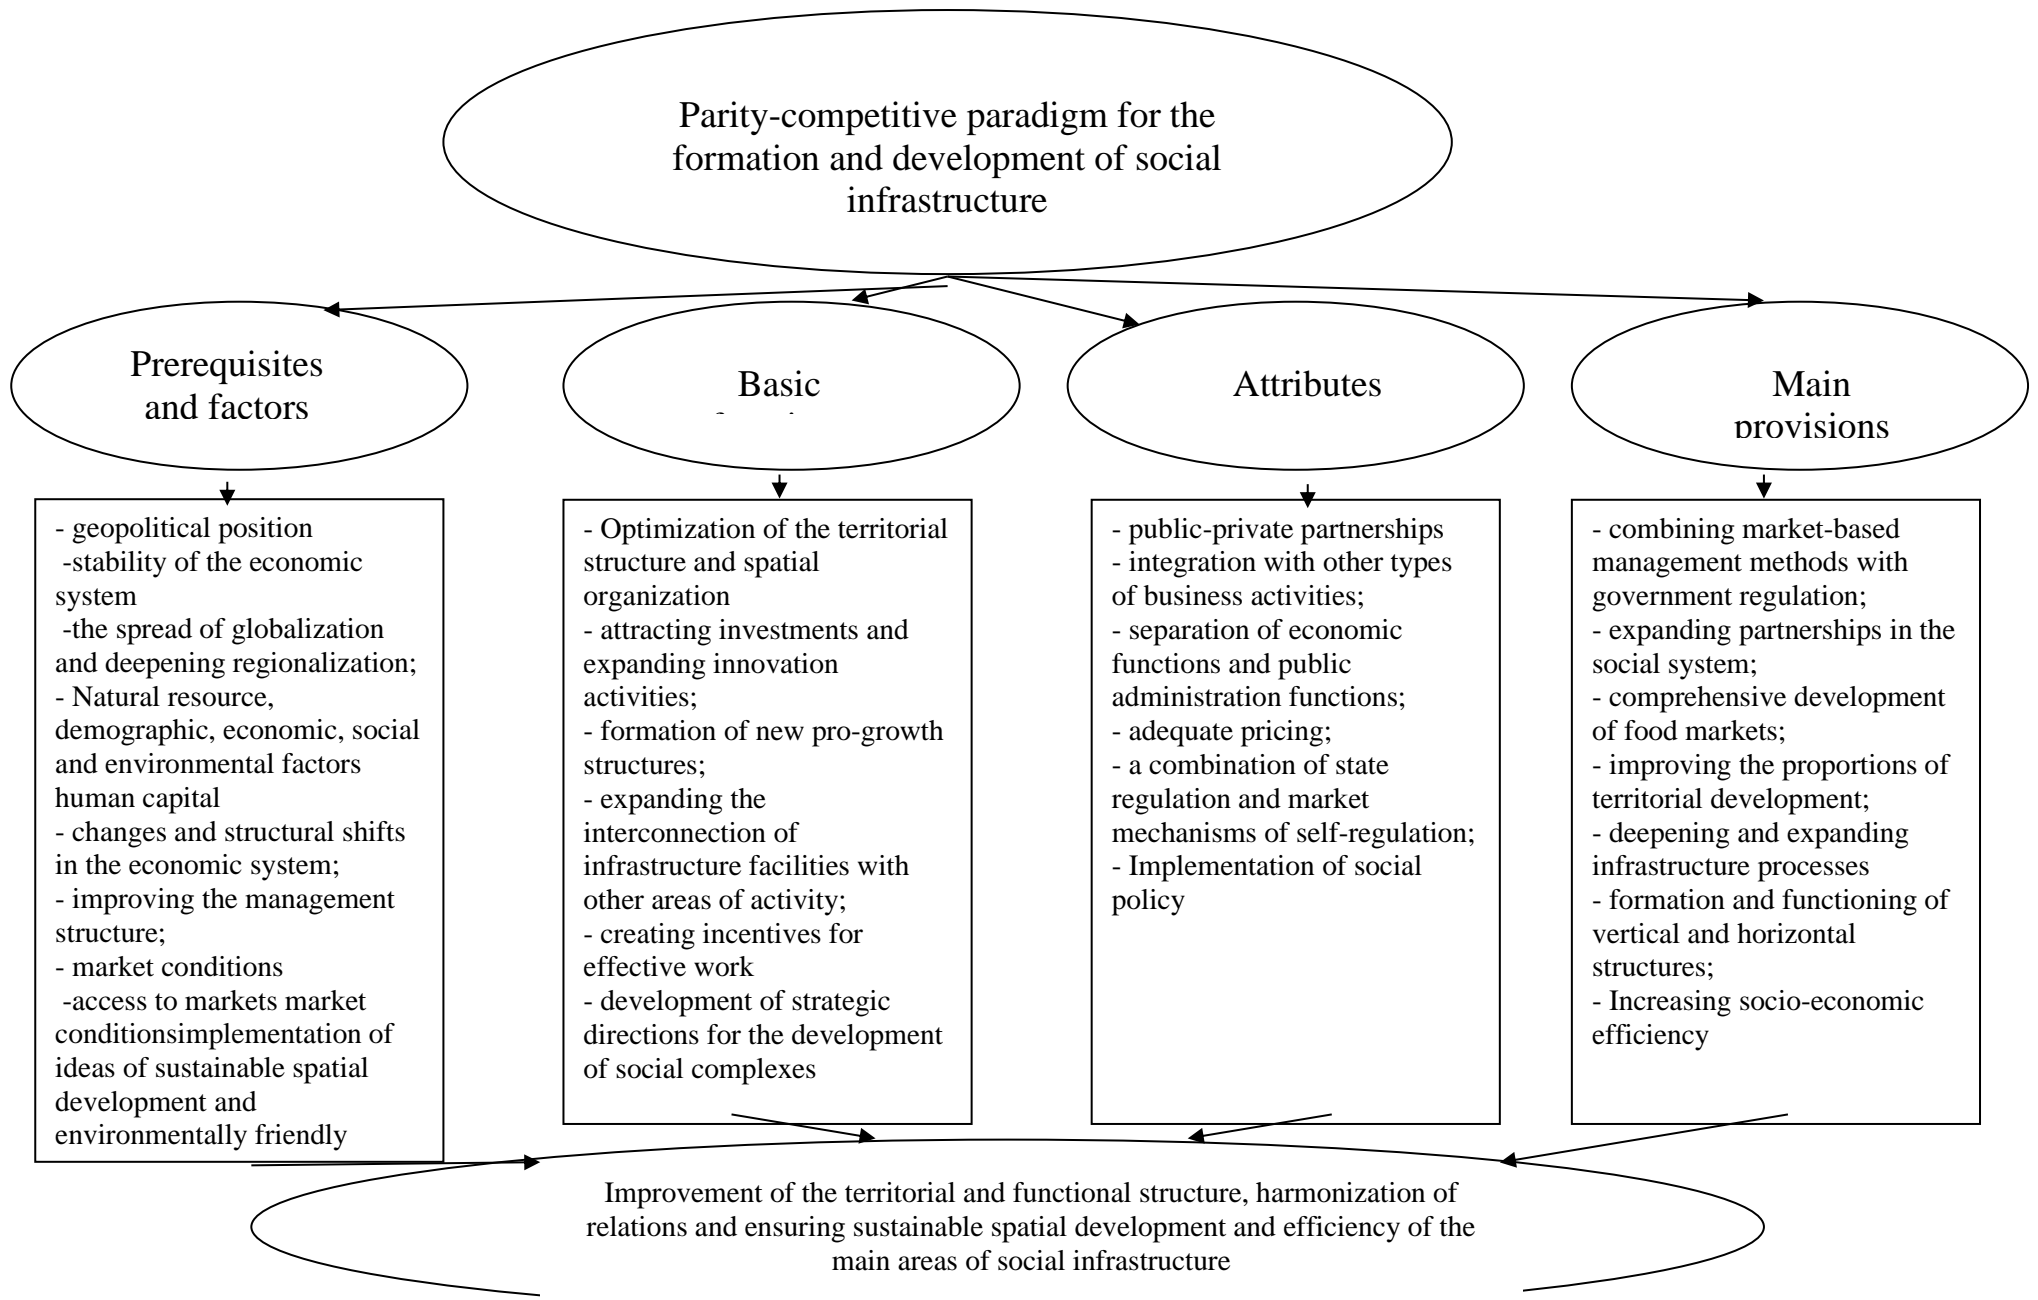 Parity-competitive paradigm for the
formation and development of social
infrastructure
Prerequisites
and factors
Basic
Attributes
Main
provisions
- geopolitical position
-stability of the economic
system
-the spread of globalization
and deepening regionalization;
- Natural resource,
demographic, economic, social
and environmental factors
human capital
- changes and structural shifts
in the economic system;
- improving the management
structure;
- market conditions
-access to markets market
conditionsimplementation of
ideas of sustainable spatial
development and
environmentally friendly
- Optimization of the territorial
structure and spatial
organization
- attracting investments and
expanding innovation
activities;
- formation of new pro-growth
structures;
- expanding the
interconnection of
infrastructure facilities with
other areas of activity;
- creating incentives for
effective work
- development of strategic
directions for the development
of social complexes
- public-private partnerships
- integration with other types
of business activities;
- separation of economic
functions and public
administration functions;
- adequate pricing;
- a combination of state
regulation and market
mechanisms of self-regulation;
- Implementation of social
policy
- combining market-based
management methods with
government regulation;
- expanding partnerships in the
social system;
- comprehensive development
of food markets;
- improving the proportions of
territorial development;
- deepening and expanding
infrastructure processes
- formation and functioning of
vertical and horizontal
structures;
- Increasing socio-economic
efficiency
Improvement of the territorial and functional structure, harmonization of
relations and ensuring sustainable spatial development and efficiency of the
main areas of social infrastructure